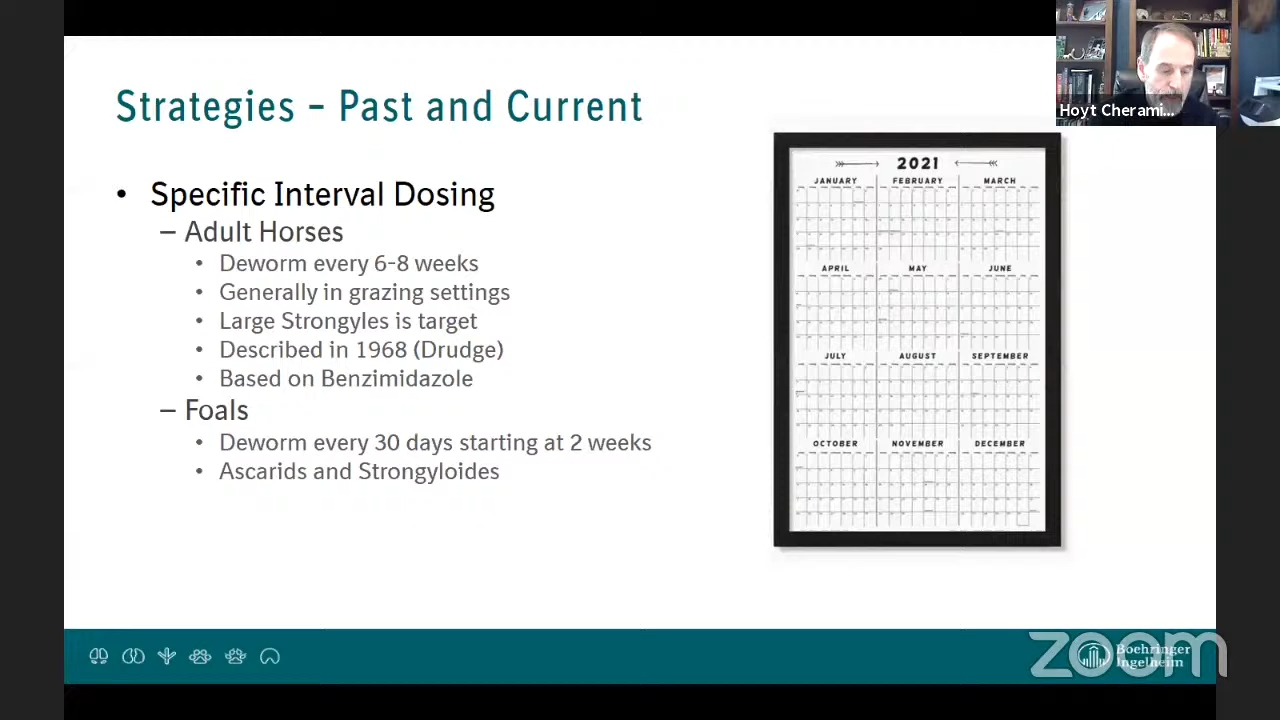 Strategies – Past and Current
Hoyt Cherami...
• Specific Interval Dosing
– Adult Horses
• Deworm every 6-8 weeks
• Generally in grazing settings
• Large Strongyles is target
• Described in 1968 (Drudge)
• Based on Benzimidazole
– Foals
• Deworm every 30 days starting at 2 weeks
• Ascarids and Strongyloides
2021
JANUARY FEBRUARY MARCH
APRIL MAY JUNE
JULY AUGUST SEPTEMBER
OCTOBER NOVEMBER DECEMBER
zoom
Boehringer
Ingelheim